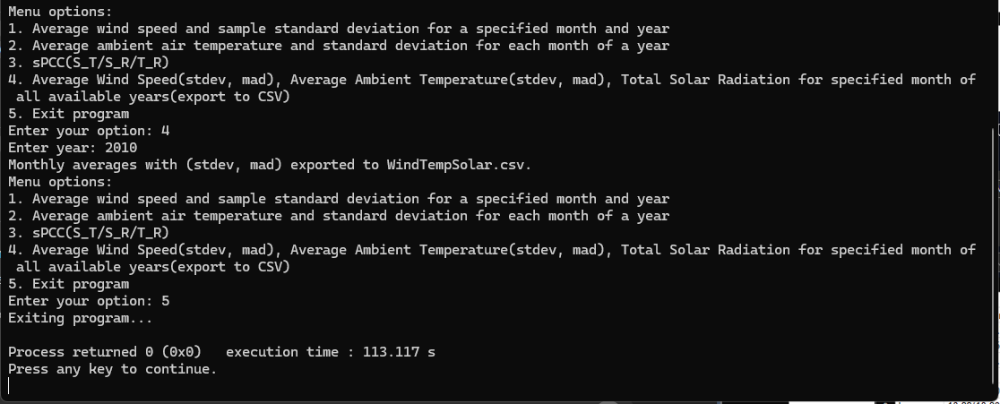 Menu options:
1. Average wind speed and sample standard deviation for a specified month and year
2. Average ambient air temperature and standard deviation for each month of a year
3. sPCC(S_T/S_R/T_R)
4. Average Wind Speed(stdev, mad), Average Ambient Temperature(stdev, mad), Total Solar Radiation for specified month of
 all available years(export to CSV)
5. Exit program
Enter your option: 4
Enter year: 2010
Monthly averages with (stdev, mad) exported to WindTempSolar.csv.
Menu options:
1. Average wind speed and sample standard deviation for a specified month and year
2. Average ambient air temperature and standard deviation for each month of a year
3. sPCC(S_T/S_R/T_R)
4. Average Wind Speed(stdev, mad), Average Ambient Temperature(stdev, mad), Total Solar Radiation for specified month of
 all available years(export to CSV)
5. Exit program
Enter your option: 5
Exiting program...
Process returned 0 (0x0)   execution time : 113.117 s
Press any key to continue.